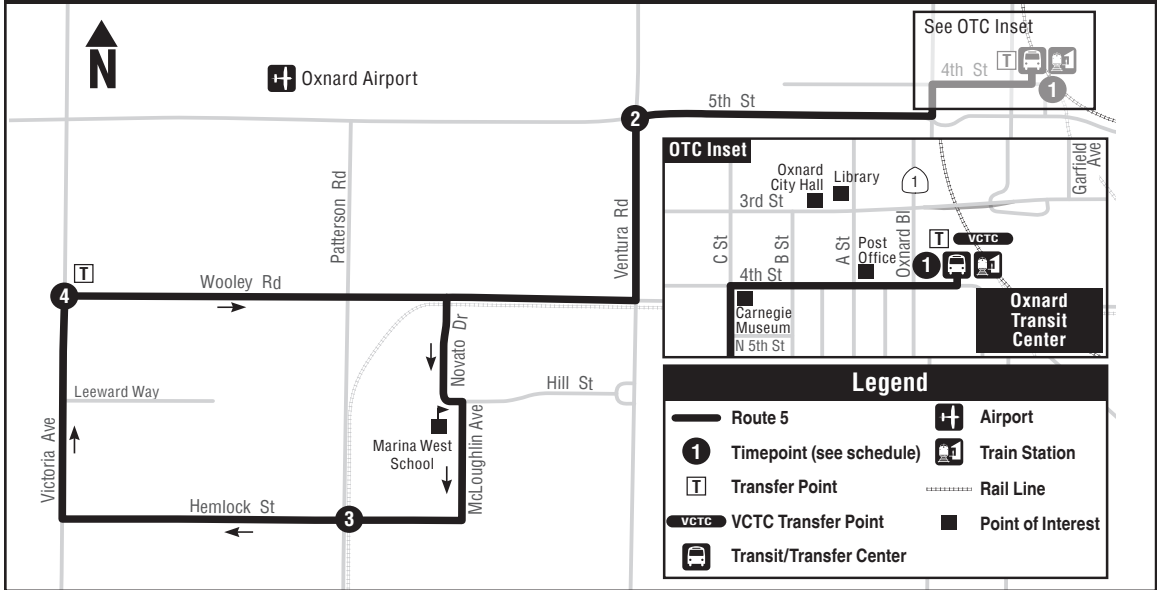 See OTC Inset
N
Oxnard Airport
T
4th St
1
2
5th St
OTC Inset
Oxnard
City Hall
Library
1
Garfield
Ave
3rd St
Patterson Rd
Ventura Rd
C St
B St
A St
Post
Office
Oxnard Bl
T
VCTC
1
4th St
T
4
Wooley Rd
Carnegie
Museum
N 5th St
Oxnard
Transit
Center
Novato Dr
Leeward Way
Hill St
Victoria Ave
Marina West
School
McLoughlin Ave
Hemlock St
3
Legend
Route 5
Airport
1
Timepoint (see schedule)
Train Station
T
Transfer Point
Rail Line
VCTC
VCTC Transfer Point
Point of Interest
Transit/Transfer Center